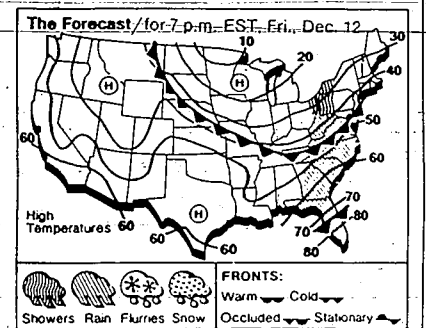 The Forecast/for 7 p.m. EST, Fri., Dec. 12
10
30
20
40
H
H
50
60
60
70
80
H
High
Temperatures
60
60
60
70
80
FRONTS:
Warm Cold
Showers Rain Flurries Snow
Occluded Stationary